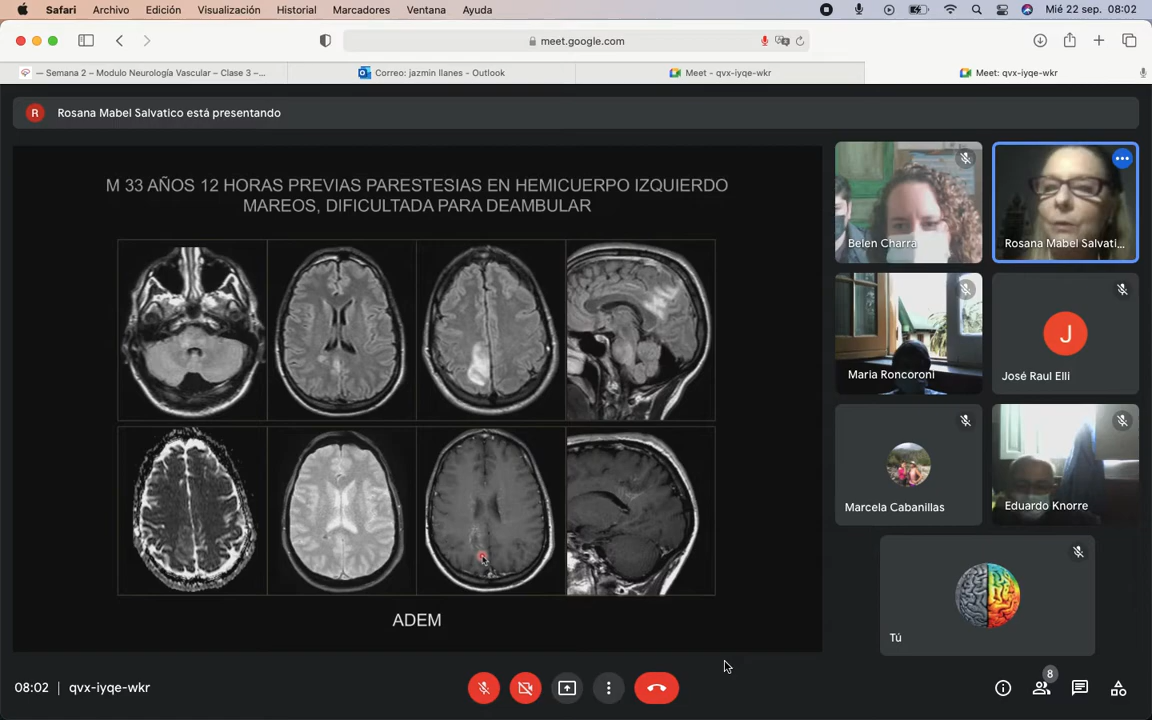 Safari Archivo Edición Visualización Historial Marcadores Ventana Ayuda Mié 22 sep. 08:02
meet.google.com
— Semana 2 – Modulo Neurología Vascular – Clase 3 –... Correo: jazmin llanes - Outlook Meet - qvx-iyqe-wkr Meet: qvx-iyqe-wkr
R Rosana Mabel Salvatico está presentando
M 33 AÑOS 12 HORAS PREVIAS PARESTESIAS EN HEMICUERPO IZQUIERDO
MAREOS, DIFICULTADA PARA DEAMBULAR
ADEM
Belen Charra
Rosana Mabel Salvati...
Maria Roncoroni
J
José Raul Elli
Marcela Cabanillas
Eduardo Knorre
Tú
08:02 | qvx-iyqe-wkr
8